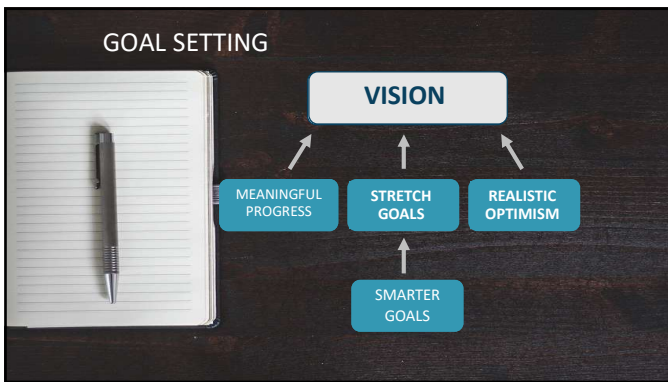 GOAL SETTING
VISION
MEANINGFUL
PROGRESS
STRETCH
GOALS
REALISTIC
OPTIMISM
SMARTER
GOALS